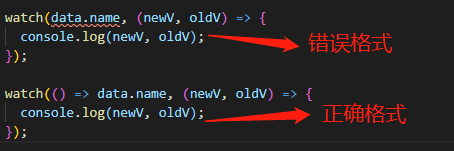 watch(data.name, (newV, oldV) => {
  console.log(newV, oldV);
错误格式
});
watch(() => data.name, (newV, oldV) => {
  console.log(newV, oldV);
正确格式
});